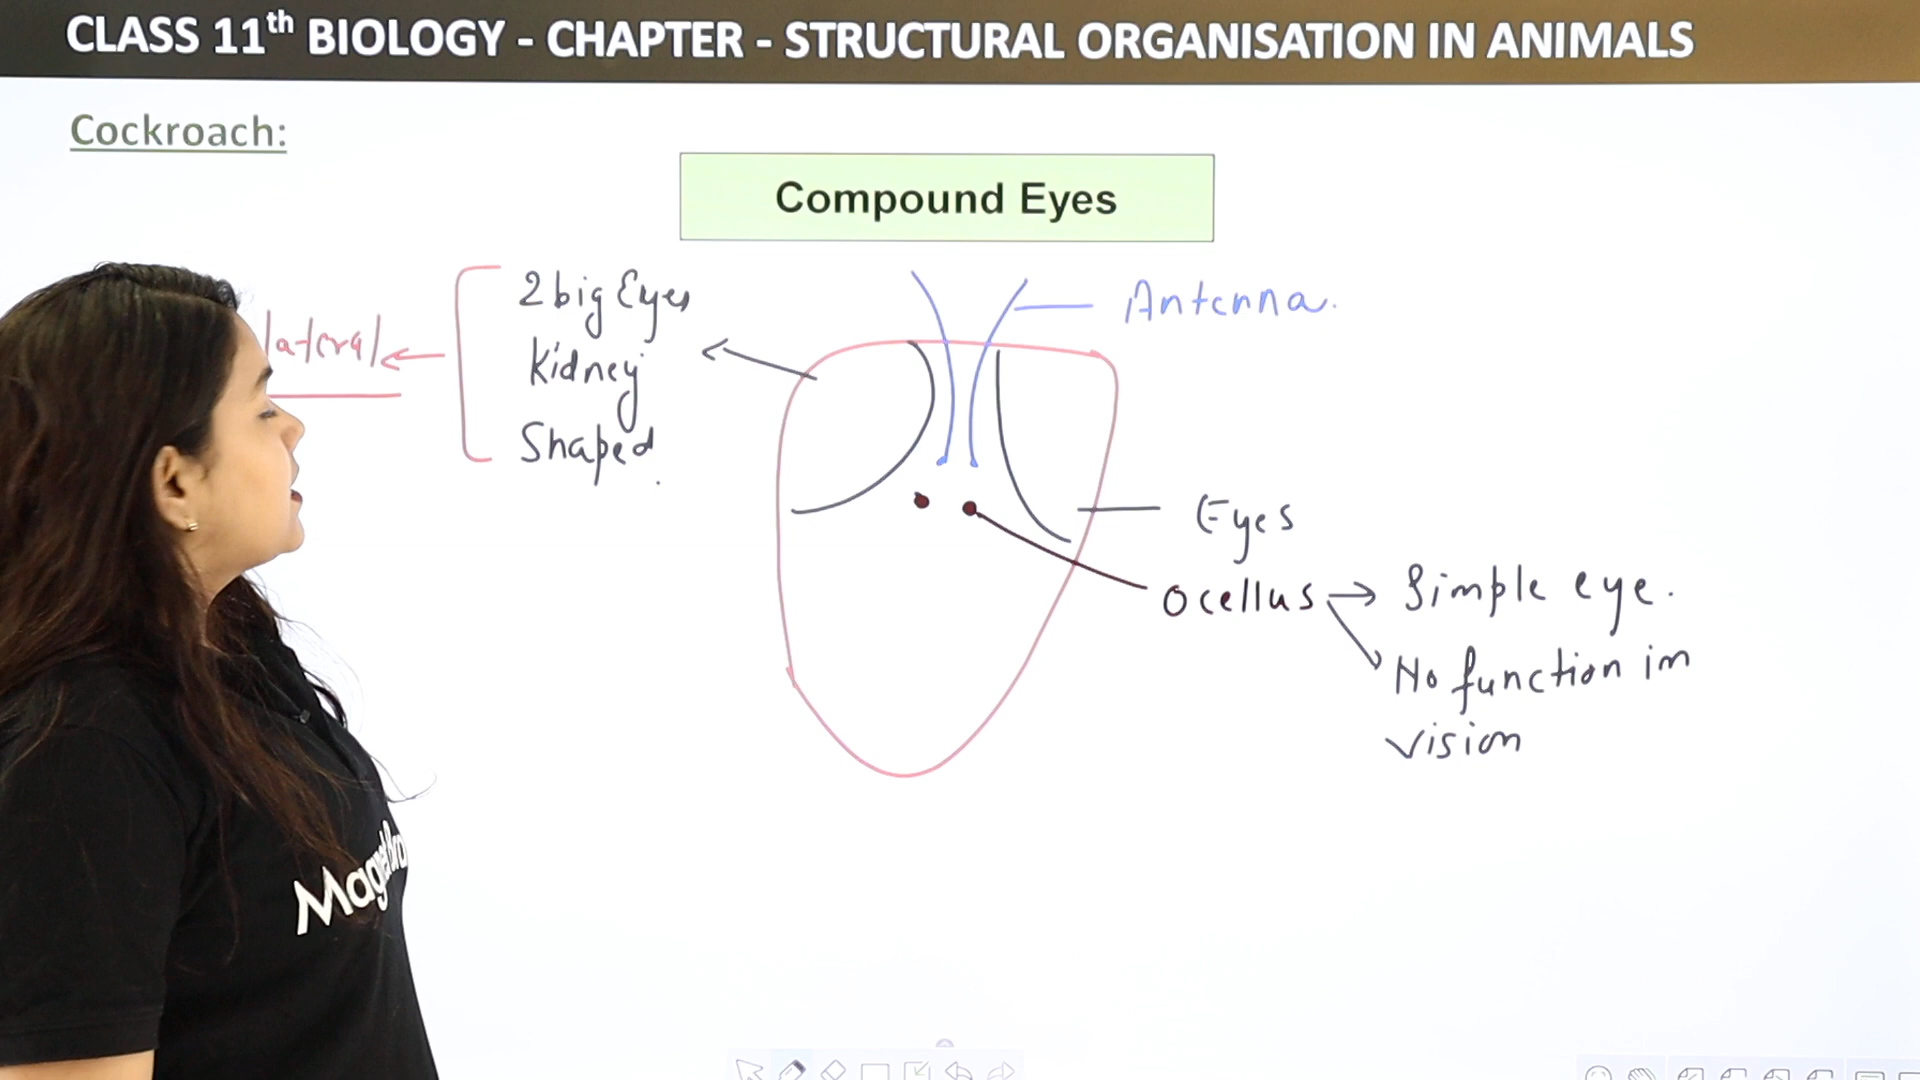 CLASS 11th BIOLOGY - CHAPTER - STRUCTURAL ORGANISATION IN ANIMALS
Cockroach:
Compound Eyes
2 big Eyes
Kidney
Shaped.
lateral
Antenna.
Eyes
Ocellus → Simple eye.
No function in
vision